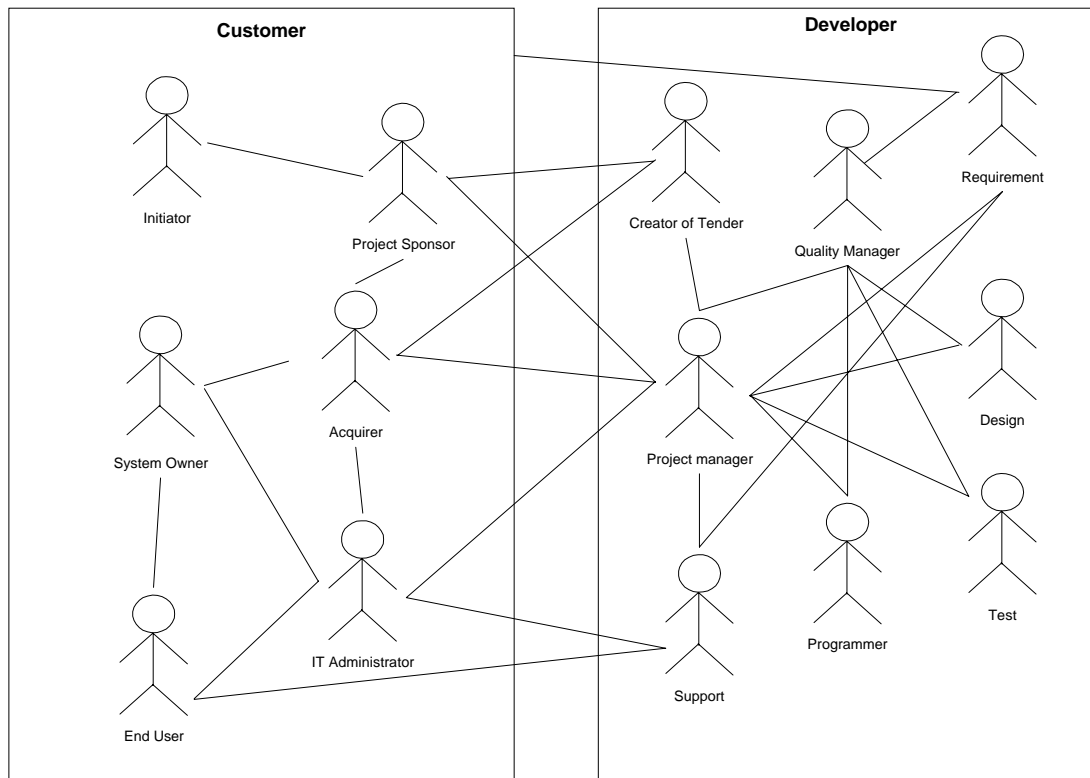 Customer
Developer
Initiator
Project Sponsor
Creator of Tender
Quality Manager
Requirement
System Owner
Acquirer
Project manager
Design
End User
IT Administrator
Support
Programmer
Test